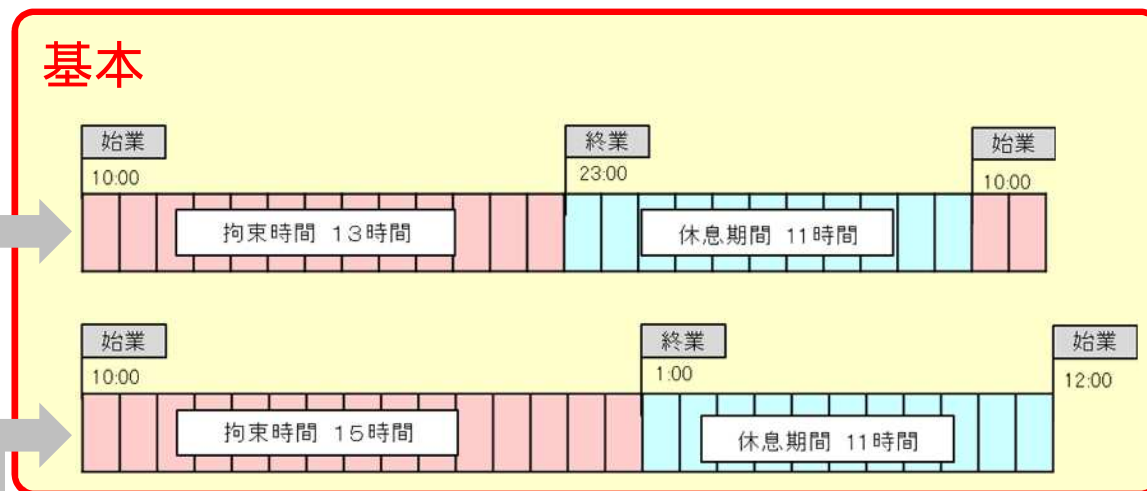 基本
始業 終業 始業
10:00 23:00 10:00
拘束時間 13時間 休息期間 11時間
始業 終業 始業
10:00 1:00 12:00
拘束時間 15時間 休息期間 11時間